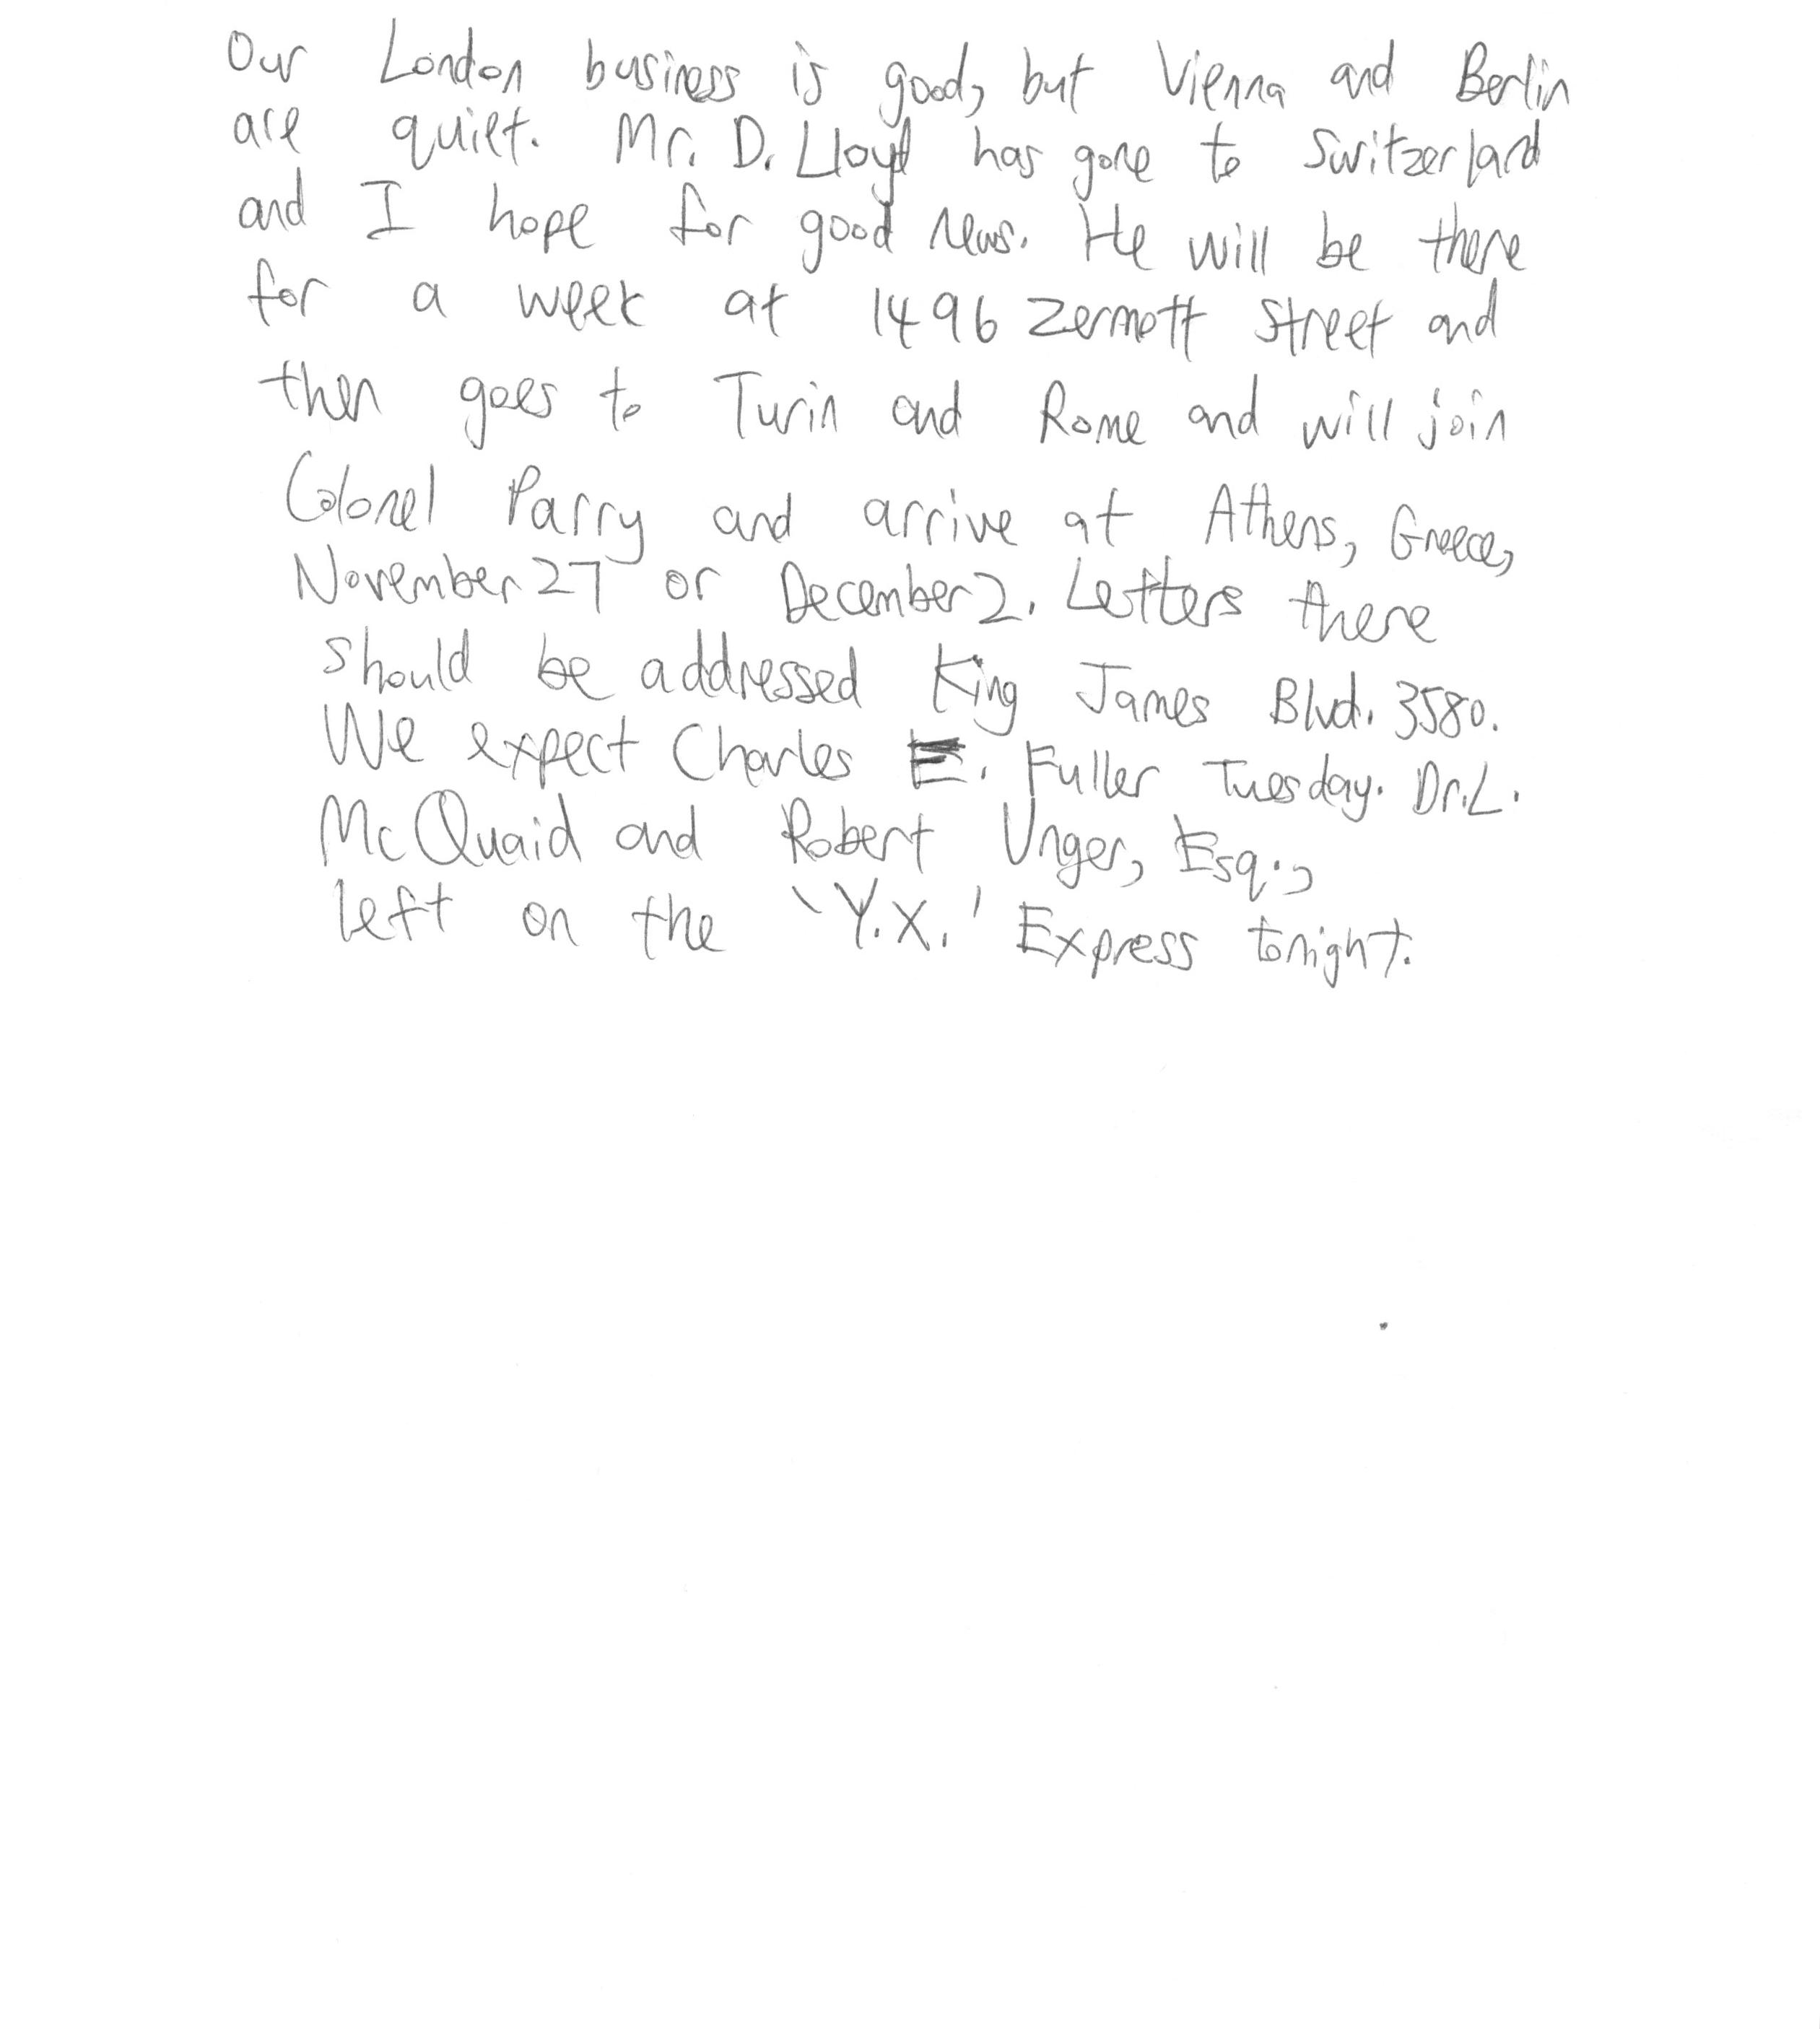 Our London business is good, but Vienna and Berlin
are quiet. Mr. D. Lloyd has gone to Switzerland
and I hope for good news. He will be there
for a week at 1496 Zermott Street and
then goes to Turin and Rome and will join
Colonel Parry and arrive at Athens, Greece,
November 27 or December 2. Letters there
should be addressed King James Blvd. 3580.
We expect Charles E. Fuller Tuesday. Dr. L.
McQuaid and Robert Unger, Esq.,
left on the 'Y.X.' Express tonight.